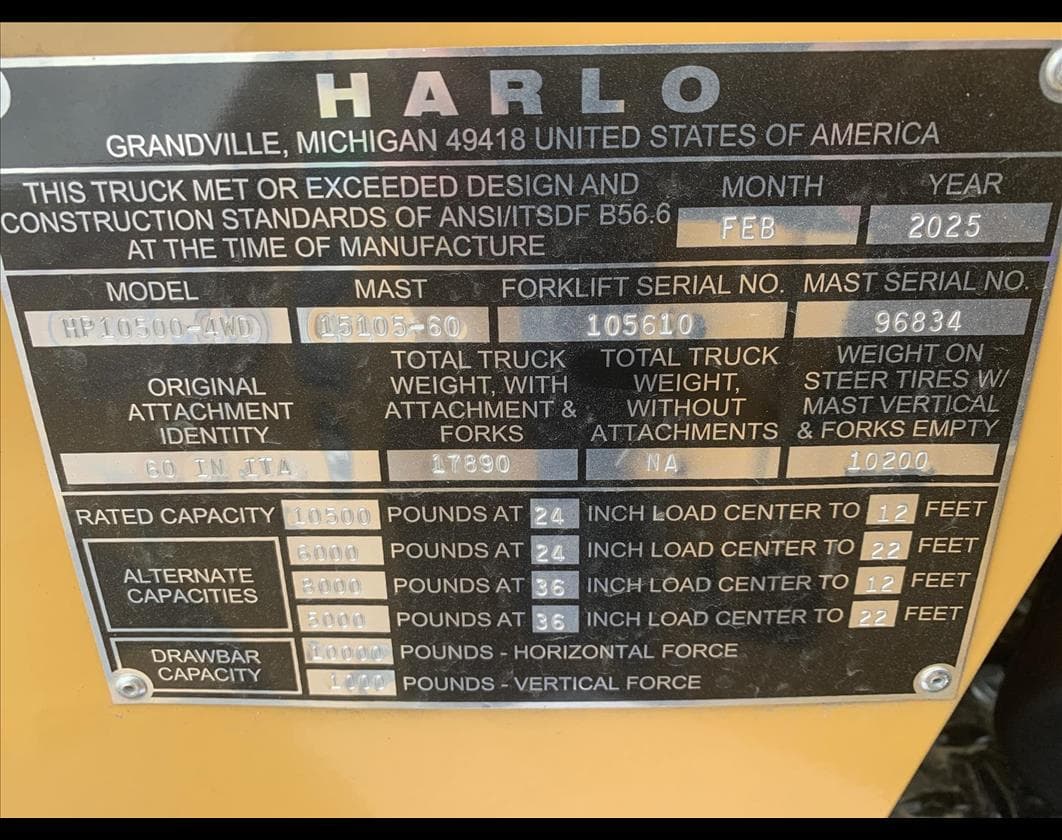 HARLO
GRANDVILLE, MICHIGAN 49418 UNITED STATES OF AMERICA
THIS TRUCK MET OR EXCEEDED DESIGN AND
CONSTRUCTION STANDARDS OF ANSI/ITSDF B56.6
AT THE TIME OF MANUFACTURE
MONTH YEAR
FEB 2025
MODEL MAST FORKLIFT SERIAL NO. MAST SERIAL NO.
HP10500-4WD 15105-60 105610 96834
ORIGINAL
ATTACHMENT
IDENTITY
TOTAL TRUCK
WEIGHT, WITH
ATTACHMENT &
FORKS
TOTAL TRUCK
WEIGHT,
WITHOUT
ATTACHMENTS
WEIGHT ON
STEER TIRES W/
MAST VERTICAL
& FORKS EMPTY
60 IN ITA 17890 NA 10200
RATED CAPACITY 10500 POUNDS AT 24 INCH LOAD CENTER TO 12 FEET
ALTERNATE
CAPACITIES
6000 POUNDS AT 24 INCH LOAD CENTER TO 22 FEET
8000 POUNDS AT 36 INCH LOAD CENTER TO 12 FEET
5000 POUNDS AT 36 INCH LOAD CENTER TO 22 FEET
DRAWBAR
CAPACITY
10000 POUNDS - HORIZONTAL FORCE
1000 POUNDS - VERTICAL FORCE